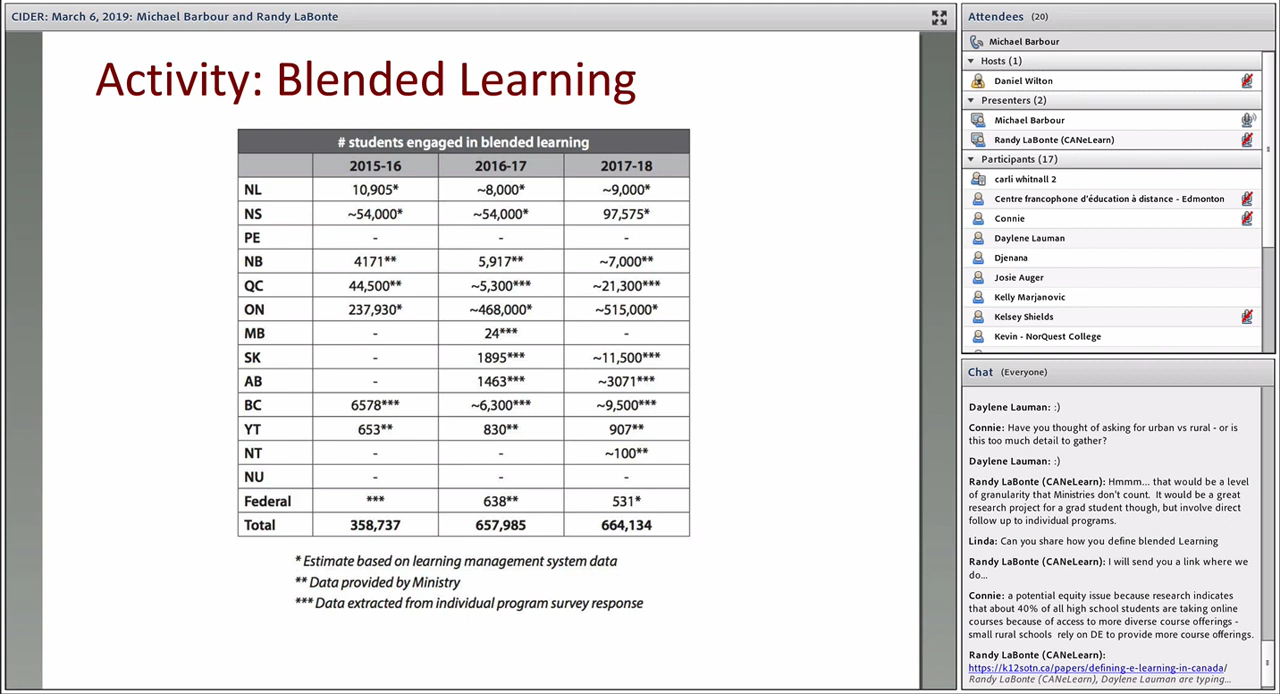 CIDER: March 6, 2019: Michael Barbour and Randy LaBonte
Activity: Blended Learning
# students engaged in blended learning
2015-16 2016-17 2017-18
NL 10,905* ~8,000* ~9,000*
NS ~54,000* ~54,000* 97,575*
PE - - -
NB 4171** 5,917** ~7,000**
QC 44,500** ~5,300*** ~21,300***
ON 237,930* ~468,000* ~515,000*
MB - 24*** -
SK - 1895*** ~11,500***
AB - 1463*** ~3071***
BC 6578*** ~6,300*** ~9,500***
YT 653** 830** 907**
NT - - ~100**
NU - - -
Federal *** 638** 531*
Total 358,737 657,985 664,134
* Estimate based on learning management system data
** Data provided by Ministry
*** Data extracted from individual program survey response
Attendees (20)
Michael Barbour
Hosts (1)
Daniel Wilton
Presenters (2)
Michael Barbour
Randy LaBonte (CANeLearn)
Participants (17)
carli whitnall 2
Centre francophone d'éducation à distance - Edmonton
Connie
Daylene Lauman
Djenana
Josie Auger
Kelly Marjanovic
Kelsey Shields
Kevin - NorQuest College
Chat (Everyone)
Daylene Lauman: :)
Connie: Have you thought of asking for urban vs rural - or is
this too much detail to gather?
Daylene Lauman: :)
Randy LaBonte (CANeLearn): Hmmm... that would be a level
of granularity that Ministries don't count. It would be a great
research project for a grad student though, but involve direct
follow up to individual programs.
Linda: Can you share how you define blended Learning
Randy LaBonte (CANeLearn): I will send you a link where we
do...
Connie: a potential equity issue because research indicates
that about 40% of all high school students are taking online
courses because of access to more diverse course offerings -
small rural schools rely on DE to provide more course offerings.
Randy LaBonte (CANeLearn):
https://k12sotn.ca/papers/defining-e-learning-in-canada/
Randy LaBonte (CANeLearn), Daylene Lauman are typing...